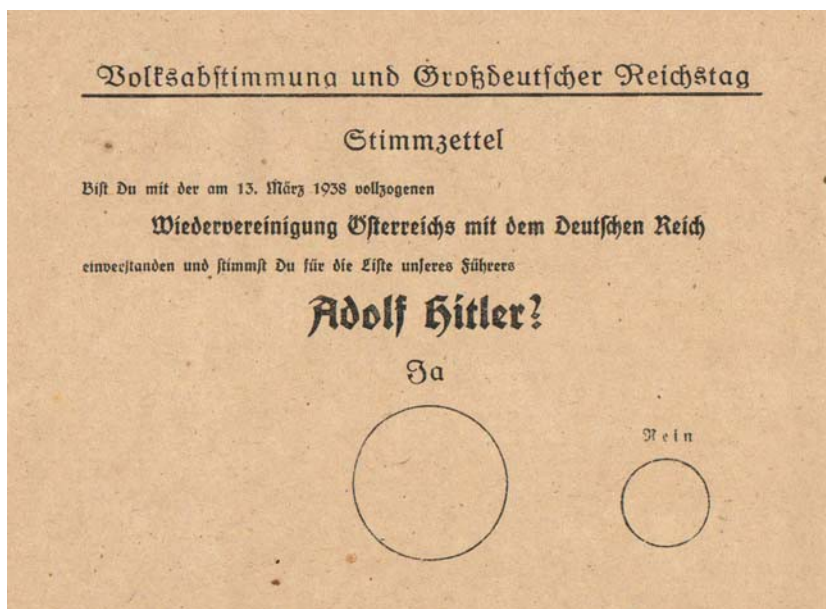 Volksabstimmung und Großdeutscher Reichstag
Stimmzettel
Bist Du mit der am 13. März 1938 vollzogenen
Wiedervereinigung Österreichs mit dem Deutschen Reich
einverstanden und stimmst Du für die Liste unseres Führers
Adolf Hitler?
Ja
Nein